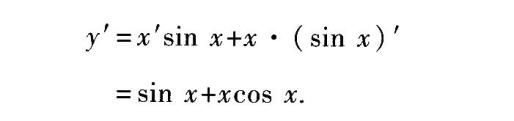 y′=x′sin x+x·(sin x)′
=sin x+xcos x.